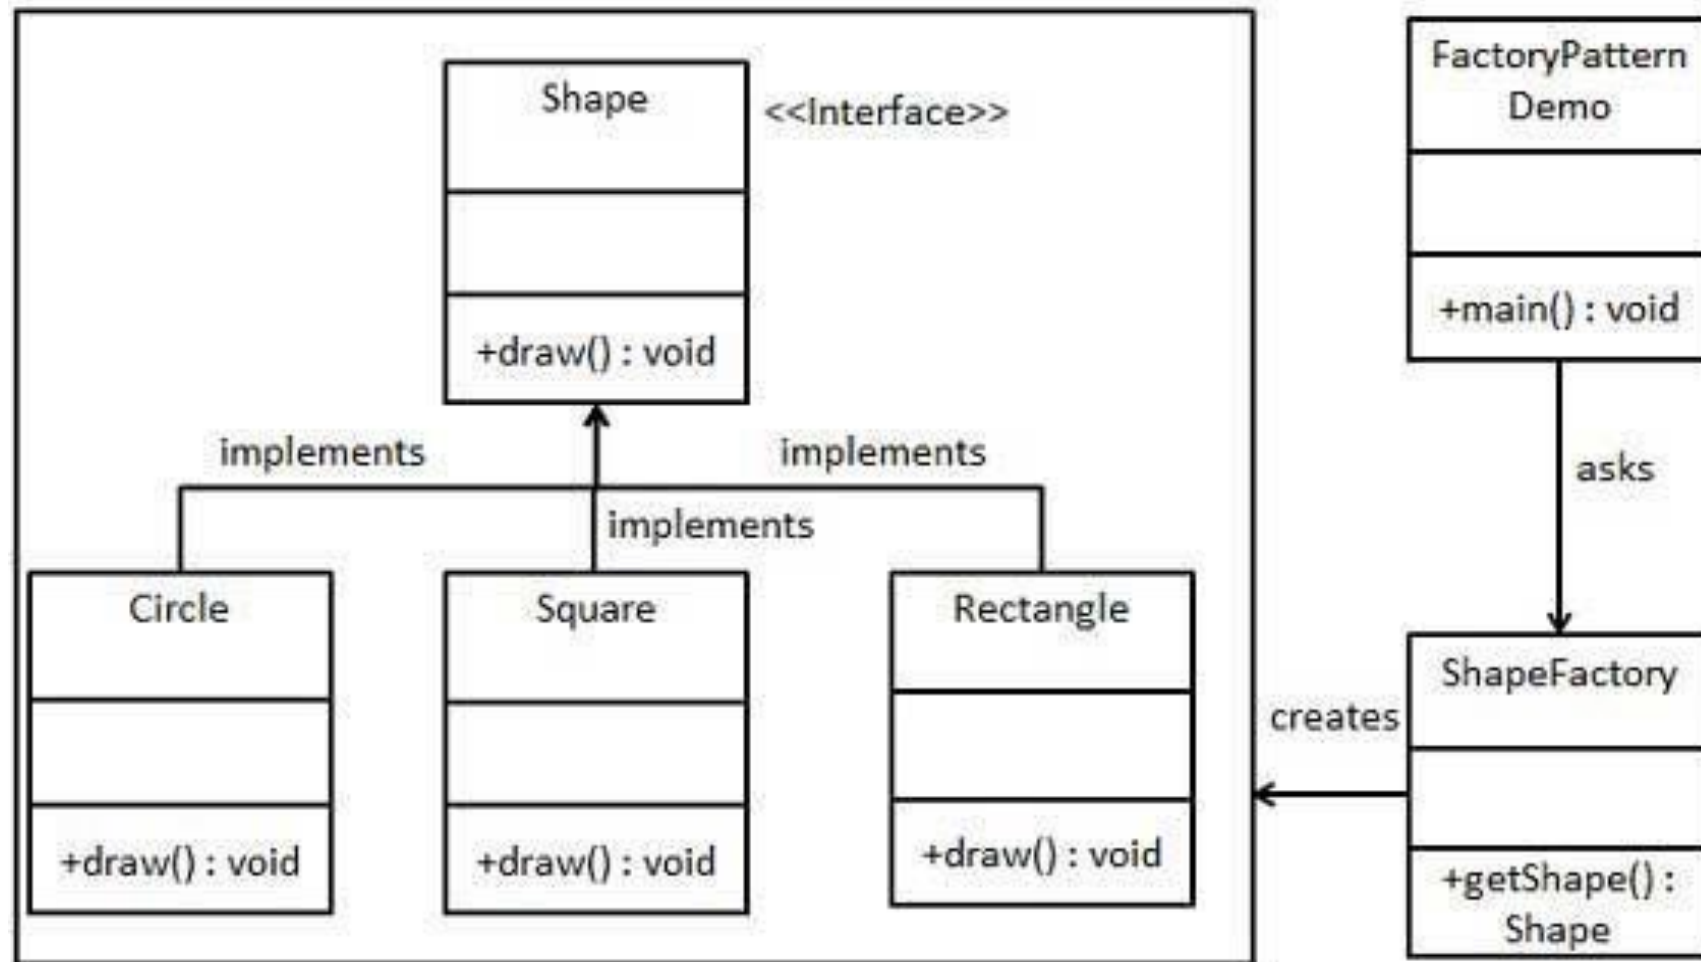 Shape
<<Interface>>
+draw() : void
implements
implements
implements
Circle
+draw() : void
Square
+draw() : void
Rectangle
+draw() : void
FactoryPattern
Demo
+main() : void
asks
ShapeFactory
+getShape() :
Shape
creates